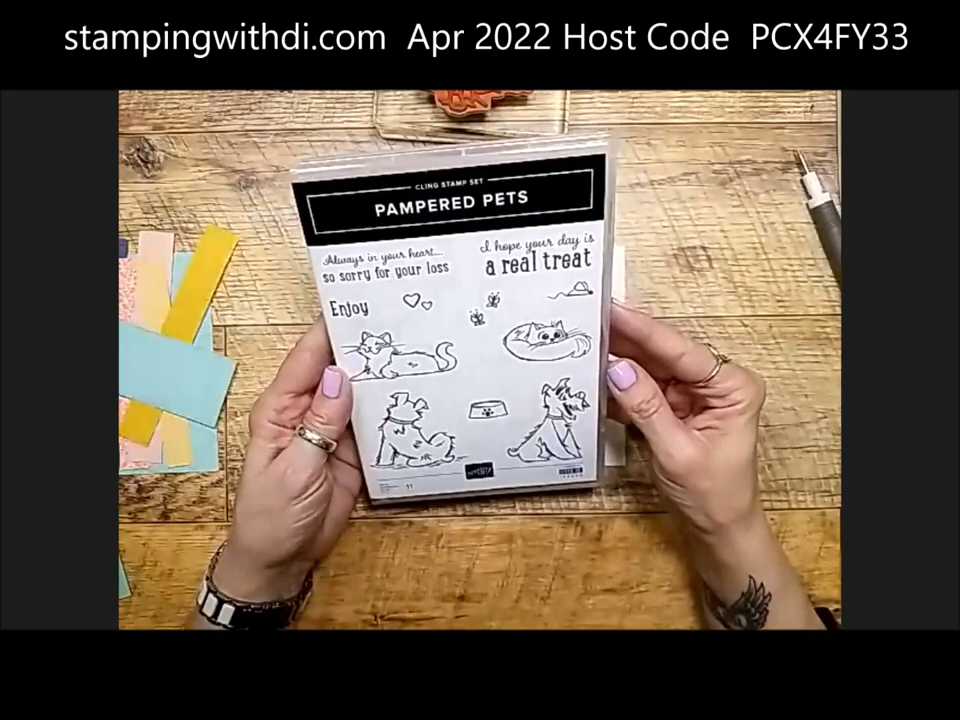 stampingwithdi.com Apr 2022 Host Code PCX4FY33
CLING STAMP SET
PAMPERED PETS
Always in your heart...
so sorry for your loss
I hope your day is
a real treat
Enjoy
11